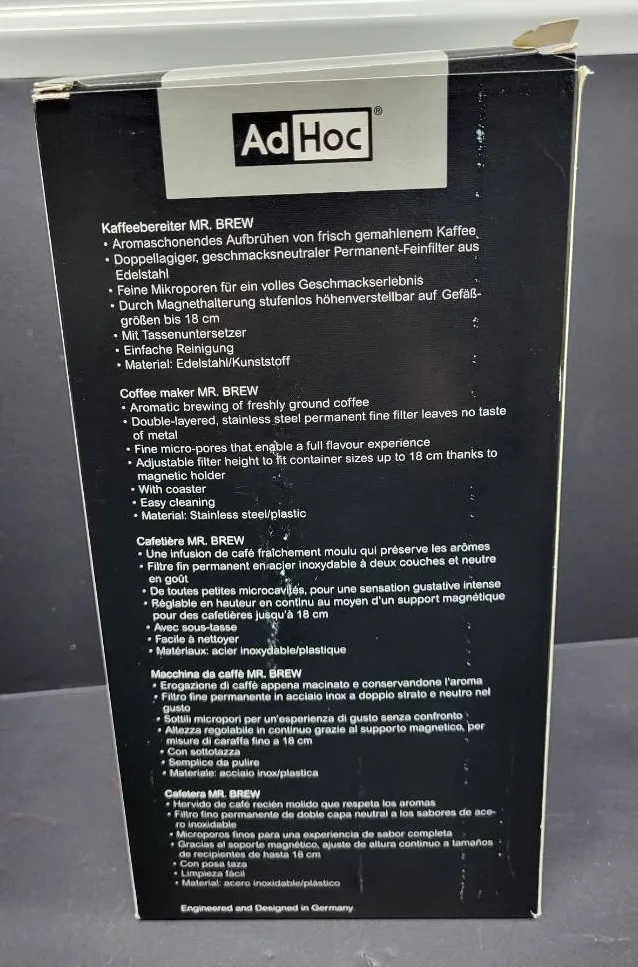 AdHoc®
Kaffeebereiter MR. BREW
• Aromaschonendes Aufbrühen von frisch gemahlenem Kaffee
• Doppellagiger, geschmacksneutraler Permanent-Feinfilter aus
Edelstahl
• Feine Mikroporen für ein volles Geschmackserlebnis
• Durch Magnethalterung stufenlos höhenverstellbar auf Gefäß-
größen bis 18 cm
• Mit Tassenuntersetzer
• Einfache Reinigung
• Material: Edelstahl/Kunststoff
Coffee maker MR. BREW
• Aromatic brewing of freshly ground coffee
• Double-layered, stainless steel permanent fine filter leaves no taste
of metal
• Fine micro-pores that enable a full flavour experience
• Adjustable filter height to fit container sizes up to 18 cm thanks to
magnetic holder
• With coaster
• Easy cleaning
• Material: Stainless steel/plastic
Cafetière MR. BREW
• Une infusion de café fraîchement moulu qui préserve les arômes
• Filtre fin permanent en acier inoxydable à deux couches et neutre
en goût
• De toutes petites microcavités, pour une sensation gustative intense
• Réglable en hauteur en continu au moyen d'un support magnétique
pour des cafetières jusqu'à 18 cm
• Avec sous-tasse
• Facile à nettoyer
• Matériaux: acier inoxydable/plastique
Macchina da caffè MR. BREW
• Erogazione di caffè appena macinato e conservandone l'aroma
• Filtro fine permanente in acciaio inox a doppio strato e neutro nel
gusto
• Sottili micropori per un'esperienza di gusto senza confronto
• Altezza regolabile in continuo grazie al supporto magnetico, per
misure di caraffa fino a 18 cm
• Con sottotazza
• Semplice da pulire
• Materiale: acciaio inox/plastica
Cafetera MR. BREW
• Hervido de café recién molido que respeta los aromas
• Filtro fino permanente de doble capa neutral a los sabores de ace-
ro inoxidable
• Microporos finos para una experiencia de sabor completa
• Gracias al soporte magnético, ajuste de altura continuo a tamaños
de recipientes de hasta 18 cm
• Con posa taza
• Limpieza fácil
• Material: acero inoxidable/plástico
Engineered and Designed in Germany